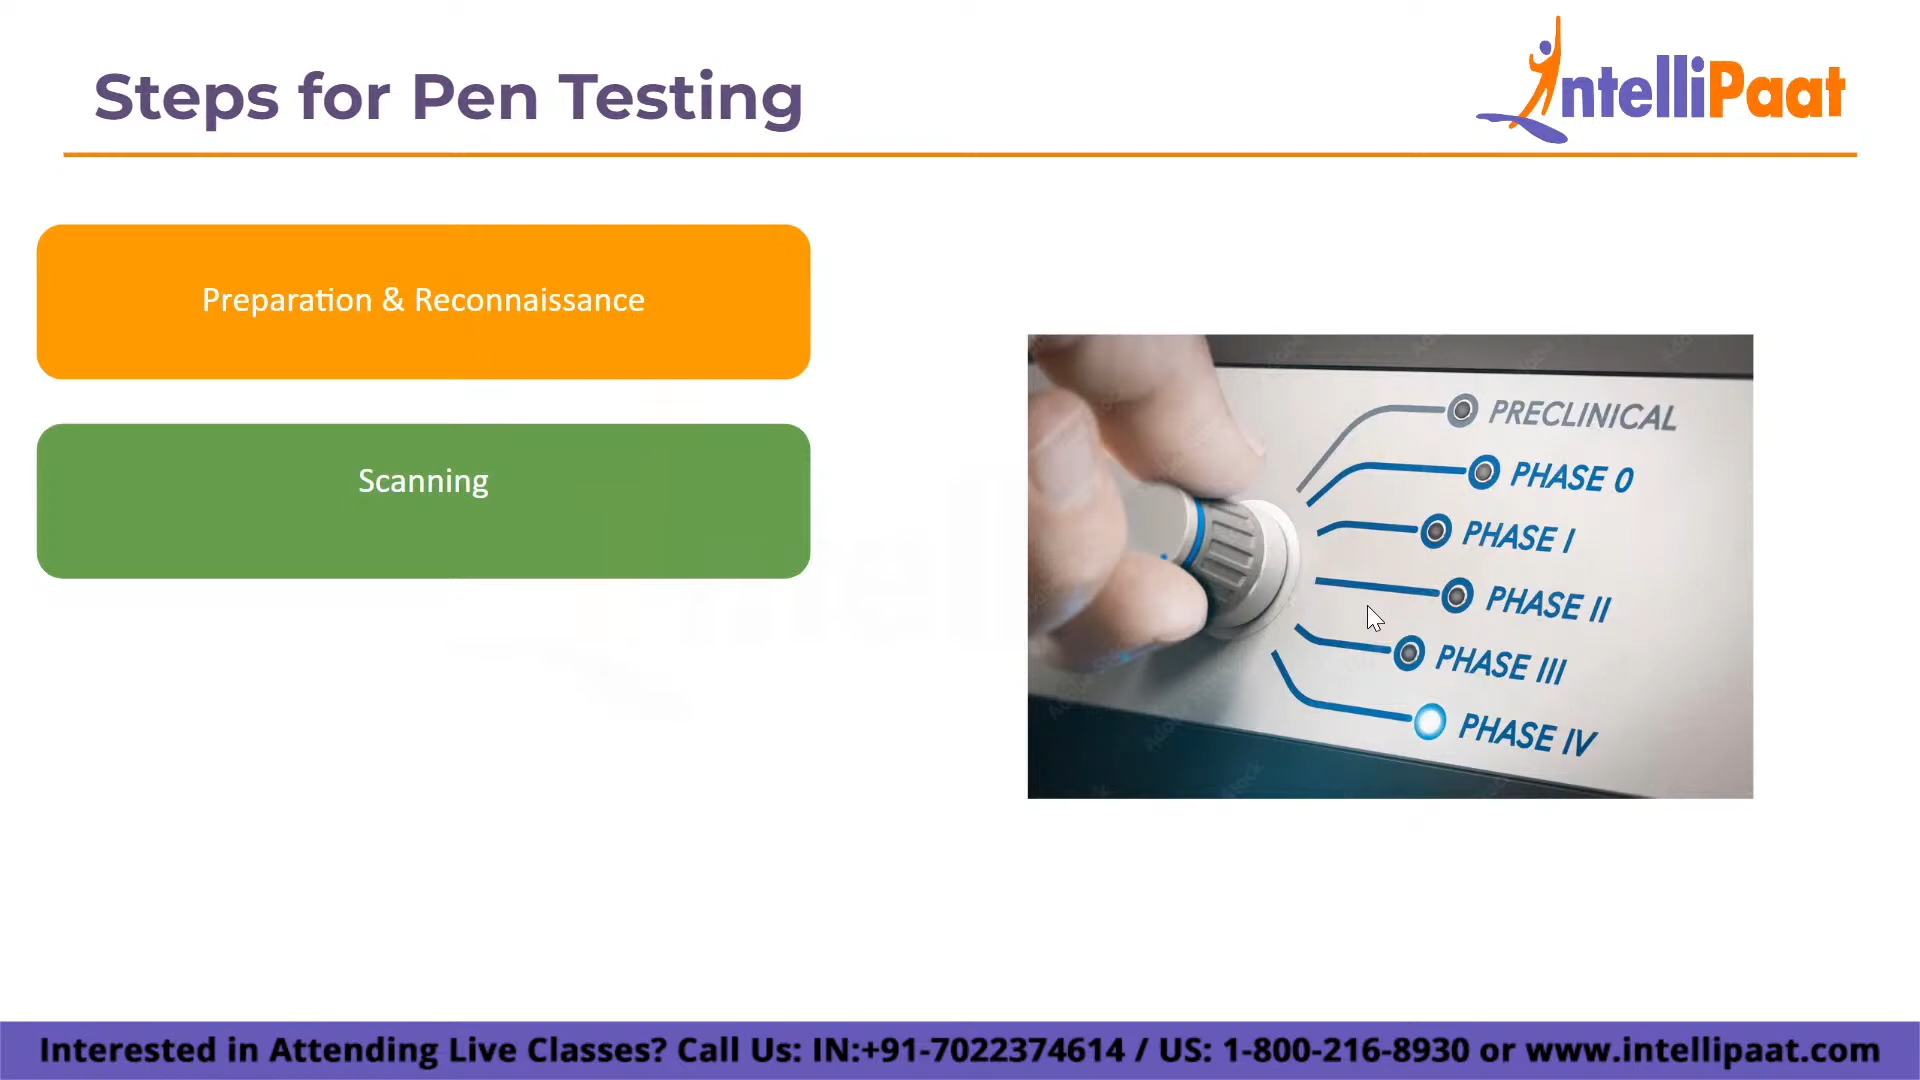 Steps for Pen Testing
IntelliPaat
Preparation & Reconnaissance
Scanning
PRECLINICAL
PHASE 0
PHASE I
PHASE II
PHASE III
PHASE IV
Interested in Attending Live Classes? Call Us: IN:+91-7022374614 / US: 1-800-216-8930 or www.intellipaat.com